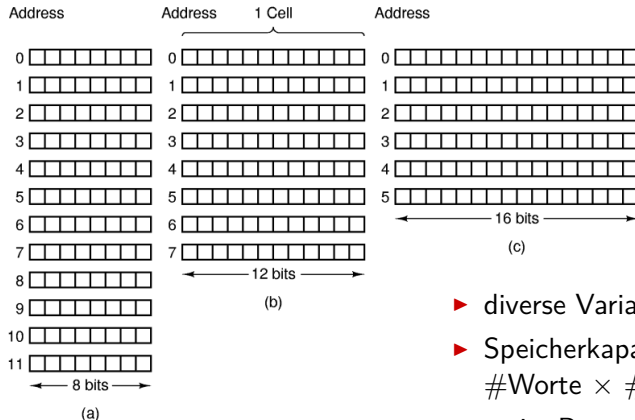 Address
Address 1 Cell
Address
0
1
2
3
4
5
6
7
8
9
10
11
8 bits
(a)
0
1
2
3
4
5
6
7
12 bits
(b)
0
1
2
3
4
5
16 bits
(c)
▶ diverse
▶
#Worte × #